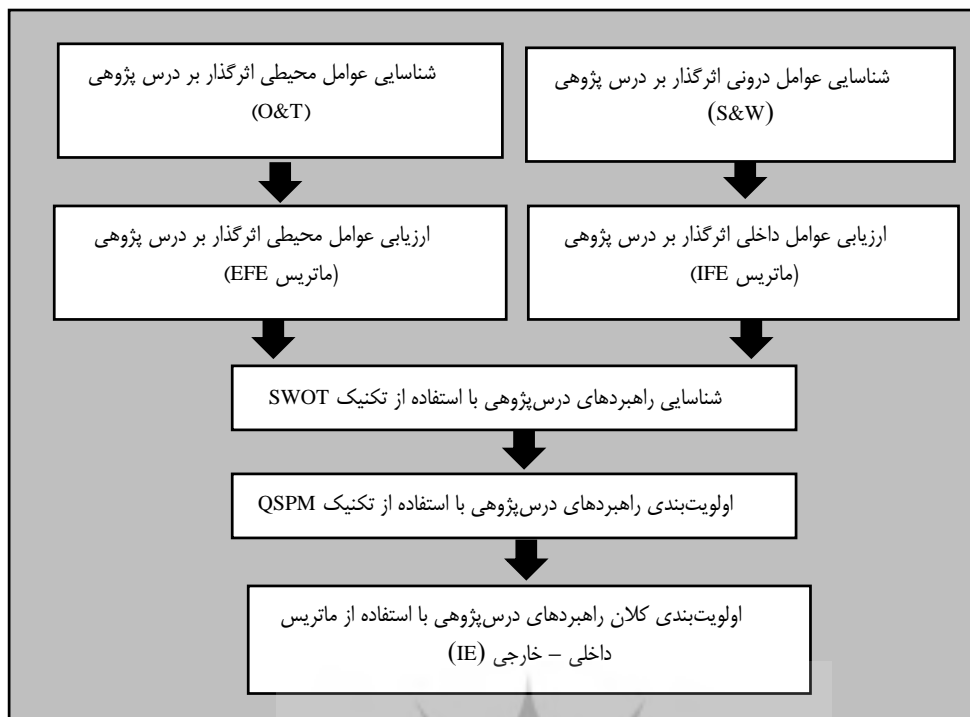 شناسایی عوامل درونی اثرگذار بر درس پژوهی
(S&W)
شناسایی عوامل محیطی اثرگذار بر درس پژوهی
(O&T)
ارزیابی عوامل داخلی اثرگذار بر درس پژوهی
(ماتریس IFE)
ارزیابی عوامل محیطی اثرگذار بر درس پژوهی
(ماتریس EFE)
شناسایی راهبردهای درس‌پژوهی با استفاده از تکنیک SWOT
اولویت‌بندی راهبردهای درس‌پژوهی با استفاده از تکنیک QSPM
اولویت‌بندی کلان راهبردهای درس‌پژوهی با استفاده از ماتریس
داخلی – خارجی (IE)